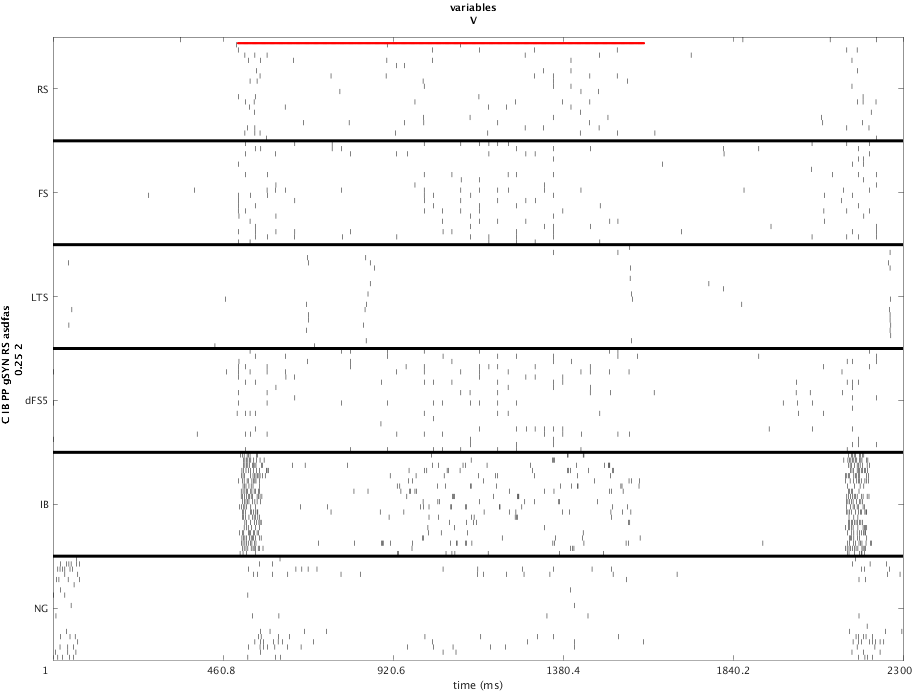 variables
V
RS
FS
LTS
dFS5
IB
NG
C IB PP gSYN RS asdfas
0.25 2
1
460.8
920.6
1380.4
1840.2
2300
time (ms)